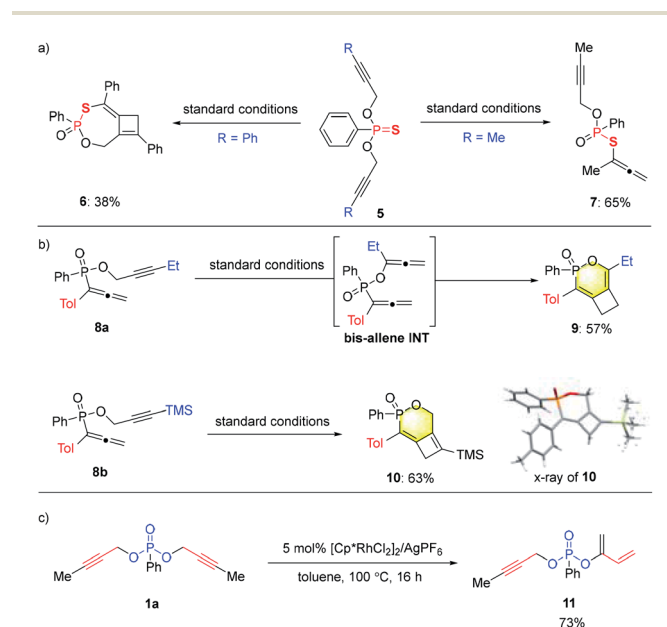 a)
Ph
S
Ph
P
O
O
Ph
6: 38%
standard conditions
R = Ph
R
O
P=S
O
R
5
standard conditions
R = Me
Me
O
Ph
P
O
S
Me
7: 65%
b)
O
Ph
P
O
Et
Tol
8a
standard conditions
Et
Ph
O
P
O
Tol
bis-allene INT
O
O
Ph
P
Et
Tol
9: 57%
O
Ph
P
O
TMS
Tol
8b
standard conditions
O
O
Ph
P
Tol
TMS
10: 63%
x-ray of 10
c)
O
O
P
O
Me
Ph
Me
1a
5 mol% [Cp*RhCl2]2/AgPF6
toluene, 100 °C, 16 h
O
O
P
O
Me
Ph
11
73%